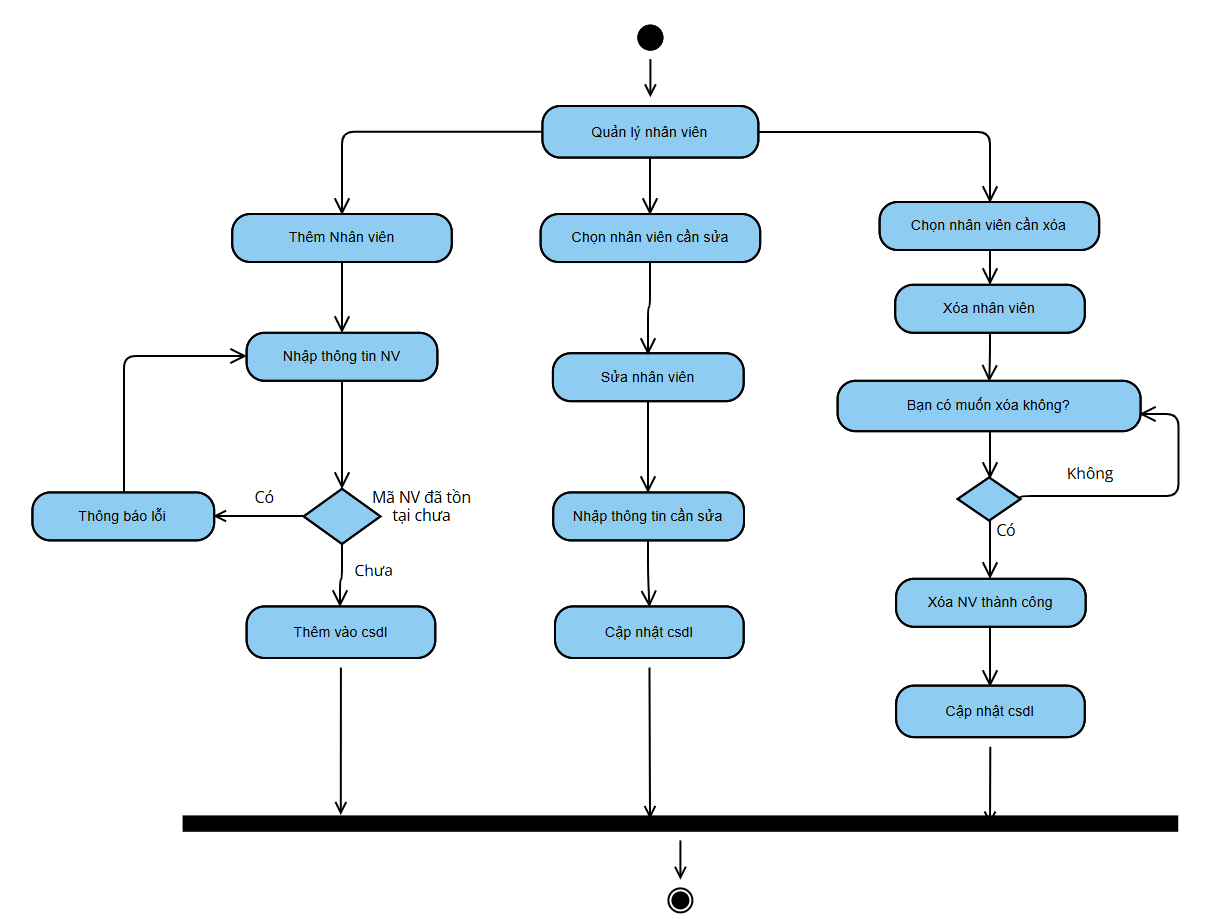 Quản lý nhân viên
Thêm Nhân viên
Chọn nhân viên cần sửa
Chọn nhân viên cần xóa
Xóa nhân viên
Nhập thông tin NV
Sửa nhân viên
Bạn có muốn xóa không?
Không
Có
Mã NV đã tồn
tại chưa
Thông báo lỗi
Nhập thông tin cần sửa
Có
Chưa
Thêm vào csdl
Cập nhật csdl
Xóa NV thành công
Cập nhật csdl